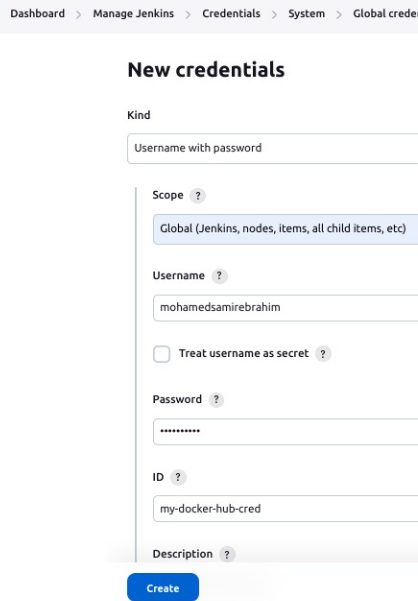 Dashboard > Manage Jenkins > Credentials > System > Global creder
New credentials
Kind
Username with password
Scope ?
Global (Jenkins, nodes, items, all child items, etc)
Username ?
mohamedsamirebrahim
Treat username as secret ?
Password ?
••••••••••
ID ?
my-docker-hub-cred
Description ?
Create